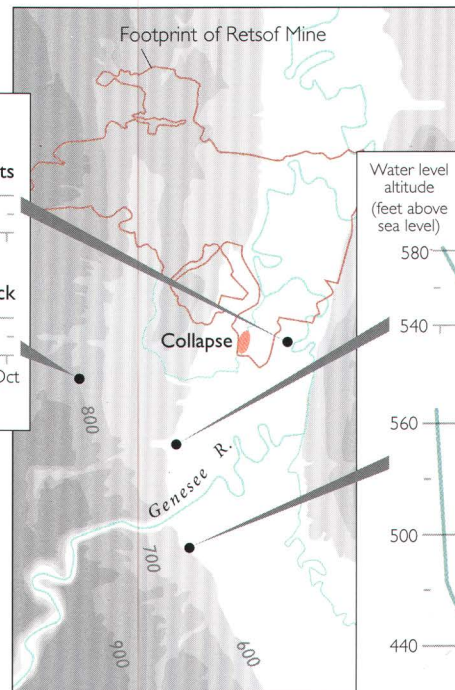 Footprint of Retsof Mine
ts
ck
Oct
Collapse
800
Genesee R.
700
900
600
Water level
altitude
(feet above
sea level)
580
540
560
500
440